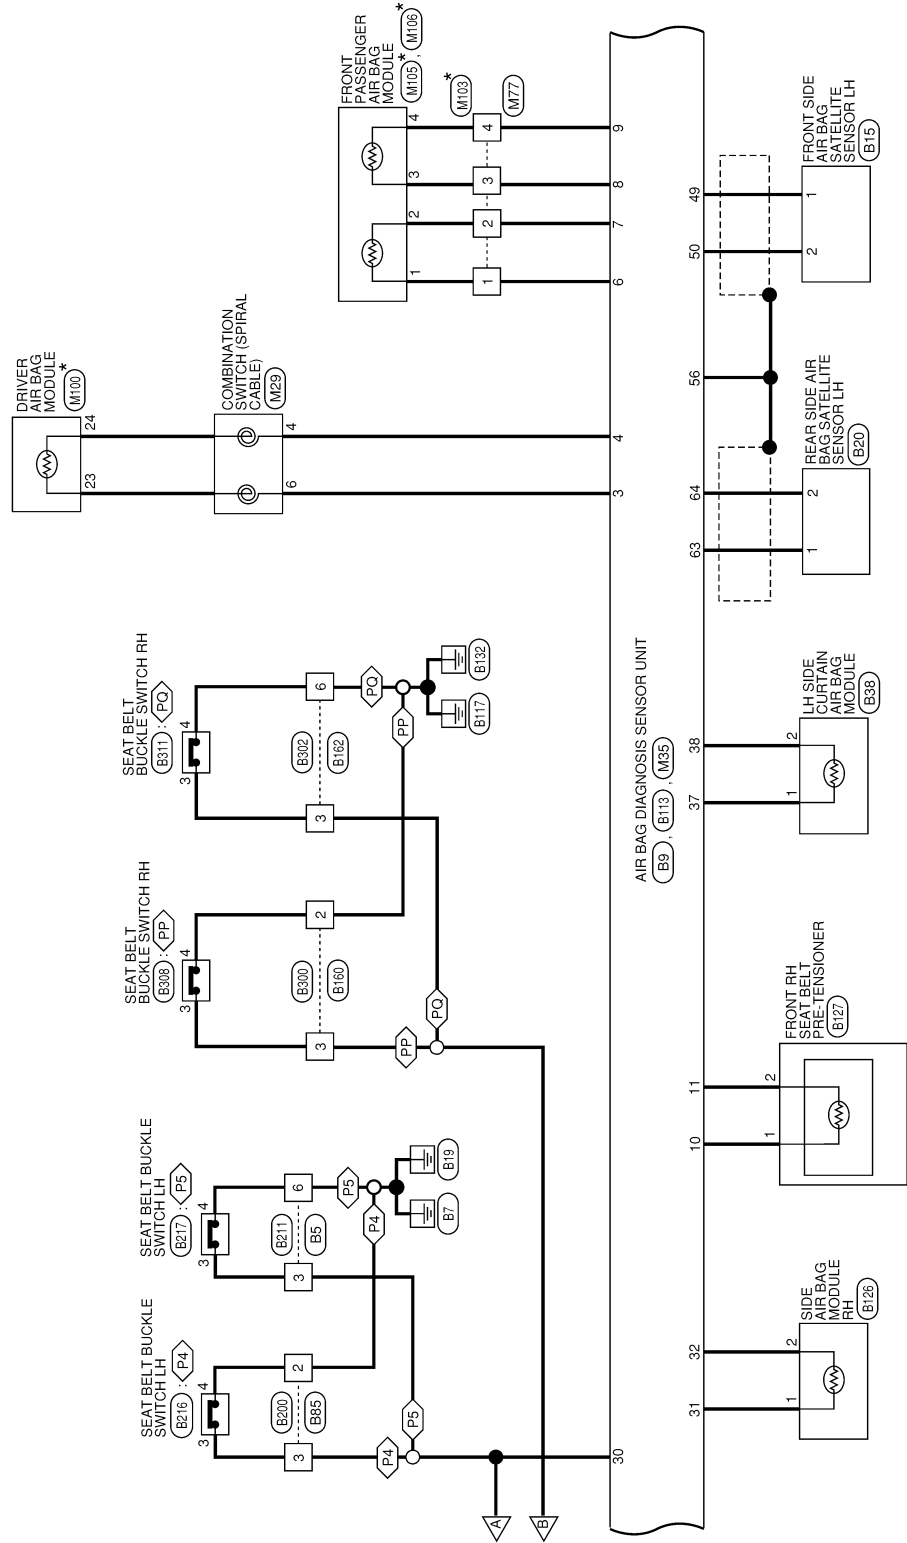 DRIVER
AIR BAG
MODULE
*
M100
23
24
COMBINATION
SWITCH (SPIRAL
CABLE)
M29
6
4
3
4
FRONT
PASSENGER
AIR BAG
MODULE
*
M105 ,
*
M106
1
2
3
4
*
M103
M77
1
2
3
4
6
7
8
9
SEAT BELT BUCKLE
SWITCH LH
B216 : P4
3
4
B200
B85
3
2
P4
P5
SEAT BELT BUCKLE
SWITCH LH
B217 : P5
3
4
B211
B5
3
6
P5
P4
B7
B19
SEAT BELT
BUCKLE SWITCH RH
B308 : PP
3
4
B300
B160
3
2
PP
PQ
SEAT BELT
BUCKLE SWITCH RH
B311 : PQ
3
4
B302
B162
3
6
PQ
PP
B117
B132
A
B
30
AIR BAG DIAGNOSIS SENSOR UNIT
B9 , B113 , M35
31
32
10
11
37
38
63
64
56
50
49
SIDE
AIR BAG
MODULE
RH
B126
1
2
FRONT RH
SEAT BELT
PRE-TENSIONER
B127
1
2
LH SIDE
CURTAIN
AIR BAG
MODULE
B38
1
2
REAR SIDE AIR
BAG SATELLITE
SENSOR LH
B20
1
2
FRONT SIDE
AIR BAG
SATELLITE
SENSOR LH
B15
2
1